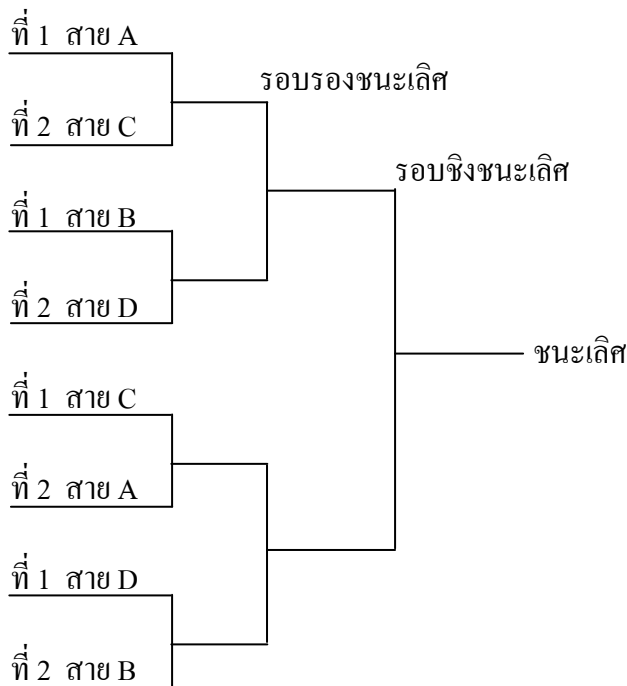 ที่ 1 สาย A
รอบรองชนะเลิศ
ที่ 2 สาย C
รอบชิงชนะเลิศ
ที่ 1 สาย B
ที่ 2 สาย D
ชนะเลิศ
ที่ 1 สาย C
ที่ 2 สาย A
ที่ 1 สาย D
ที่ 2 สาย B